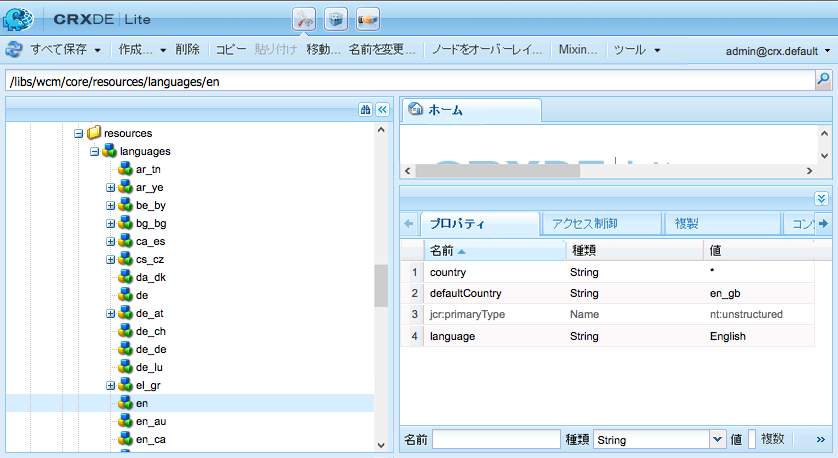 CRXDE | Lite
すべて保存 作成... 削除 コピー 貼り付け 移動... 名前を変更... ノードをオーバーレイ... Mixin... ツール admin@crx.default
/libs/wcm/core/resources/languages/en
resources
languages
ar_tn
ar_ye
be_by
bg_bg
ca_es
cs_cz
da_dk
de
de_at
de_ch
de_de
de_lu
el_gr
en
en_au
en_ca
ホーム
プロパティ アクセス制御 複製
名前 種類 値
1 country String *
2 defaultCountry String en_gb
3 jcr:primaryType Name nt:unstructured
4 language String English
名前 種類 String 値 複数 »